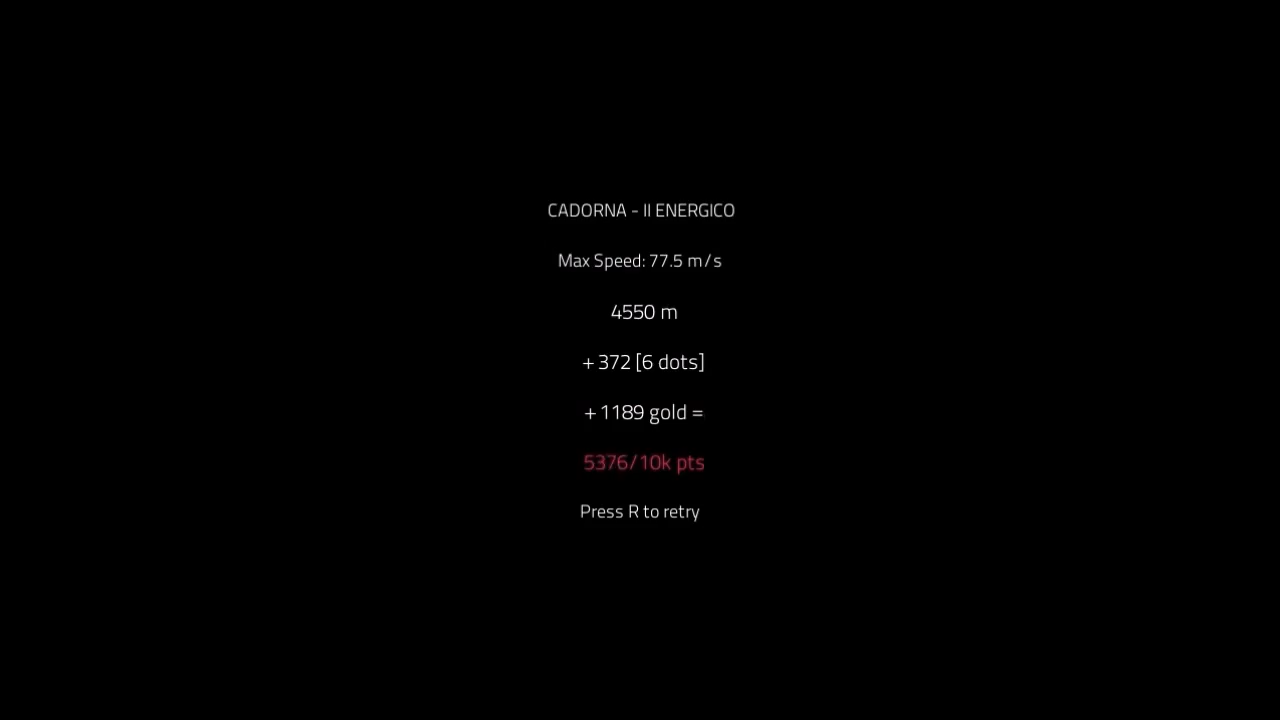 CADORNA - II ENERGICO
Max Speed: 77.5 m/s
4550 m
+ 372 [6 dots]
+ 1189 gold =
5376/10k pts
Press R to retry